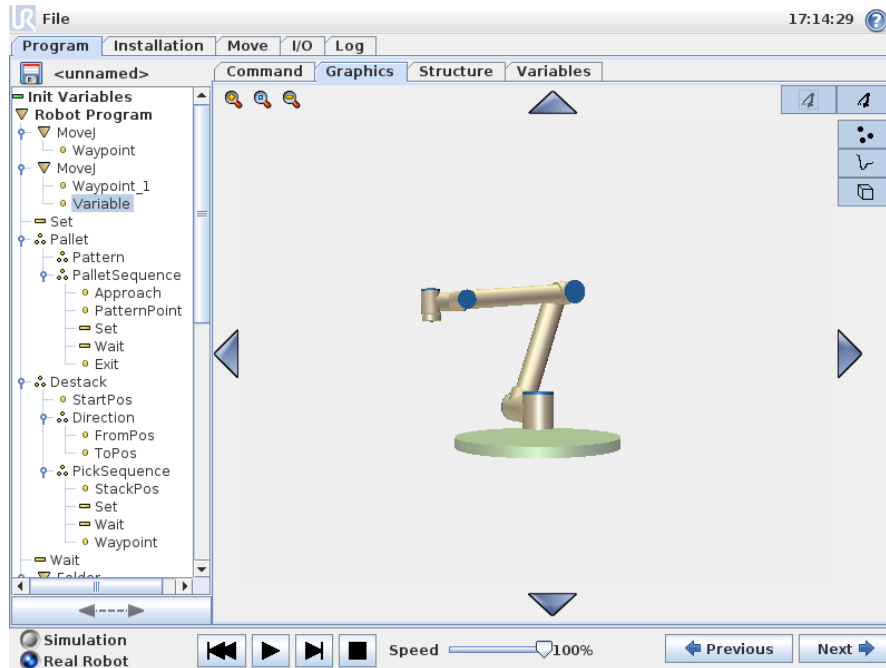 UR File 17:14:29 ?
Program Installation Move I/O Log
<unnamed>
Command Graphics Structure Variables
Init Variables
Robot Program
MoveJ
Waypoint
MoveJ
Waypoint_1
Variable
Set
Pallet
Pattern
PalletSequence
Approach
PatternPoint
Set
Wait
Exit
Destack
StartPos
Direction
FromPos
ToPos
PickSequence
StackPos
Set
Wait
Waypoint
Wait
Folder
Simulation
Real Robot
Speed 100%
Previous Next